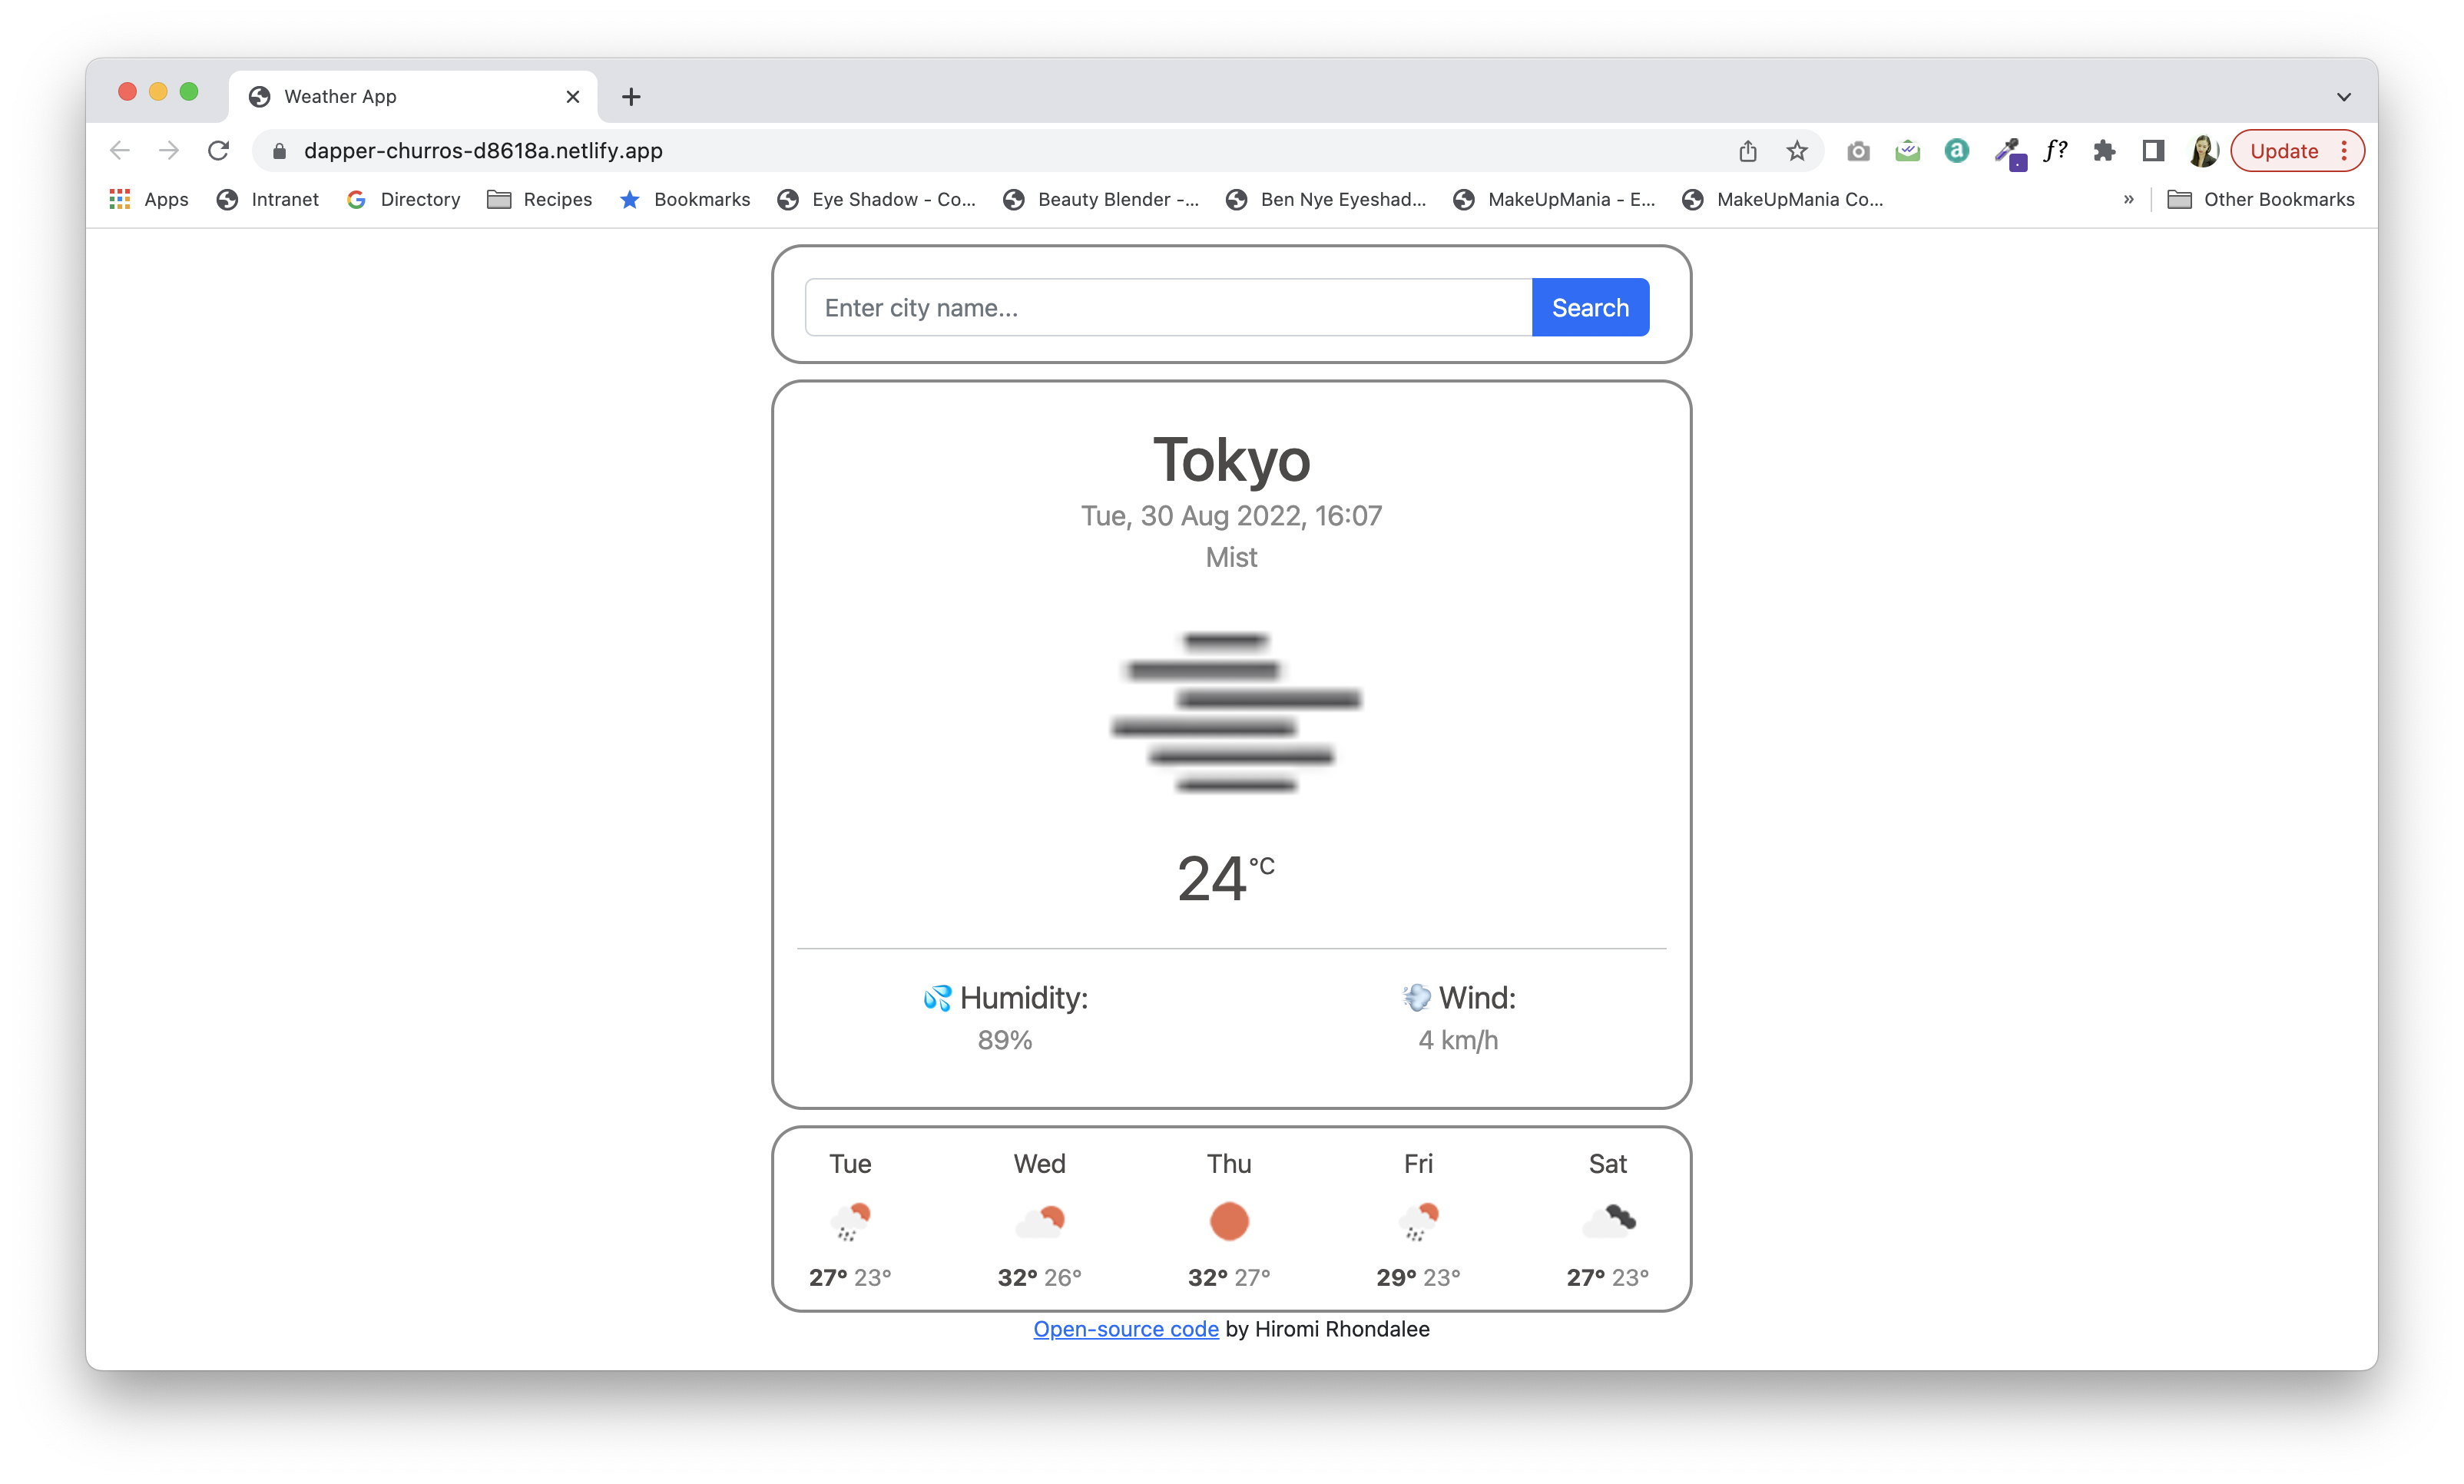 Weather App
dapper-churros-d8618a.netlify.app
f? Update
Apps Intranet Directory Recipes Bookmarks Eye Shadow - Co... Beauty Blender -... Ben Nye Eyeshad... MakeUpMania - E... MakeUpMania Co... » Other Bookmarks
Enter city name... Search
Tokyo
Tue, 30 Aug 2022, 16:07
Mist
24°C
Humidity: Wind:
89% 4 km/h
Tue Wed Thu Fri Sat
27° 23° 32° 26° 32° 27° 29° 23° 27° 23°
Open-source code by Hiromi Rhondalee